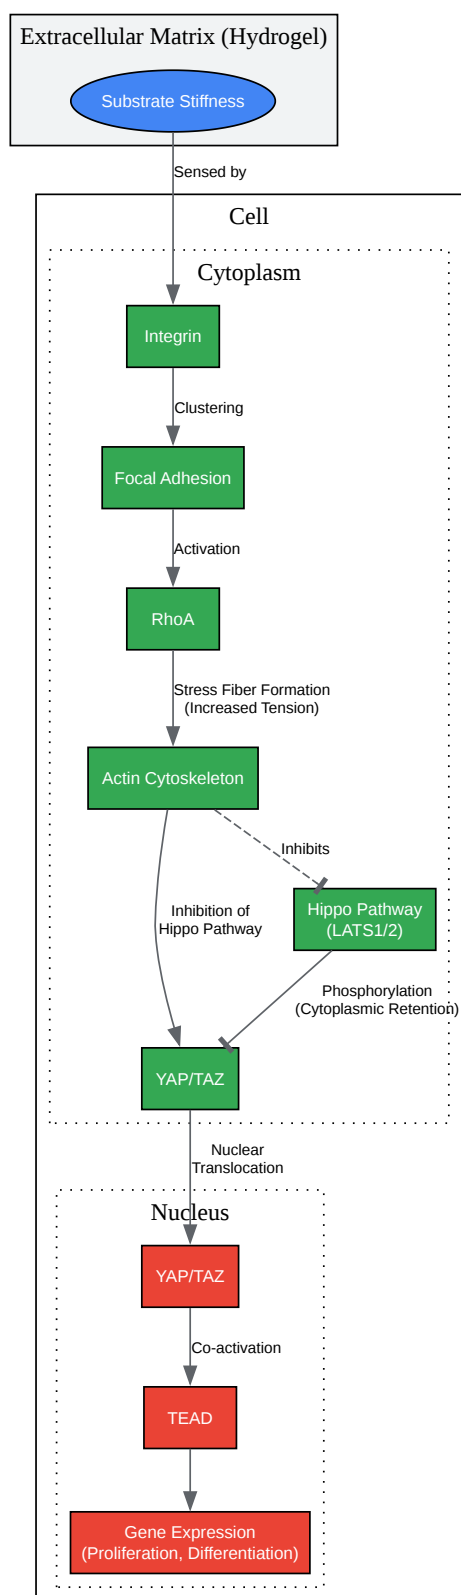 Extracellular Matrix (Hydrogel)
Substrate Stiffness
Sensed by
Cell
Cytoplasm
Integrin
Clustering
Focal Adhesion
Activation
RhoA
Stress Fiber Formation
(Increased Tension)
Actin Cytoskeleton
Inhibits
Inhibition of
Hippo Pathway
Hippo Pathway
(LATS1/2)
Phosphorylation
(Cytoplasmic Retention)
YAP/TAZ
Nuclear
Translocation
Nucleus
YAP/TAZ
Co-activation
TEAD
Gene Expression
(Proliferation, Differentiation)